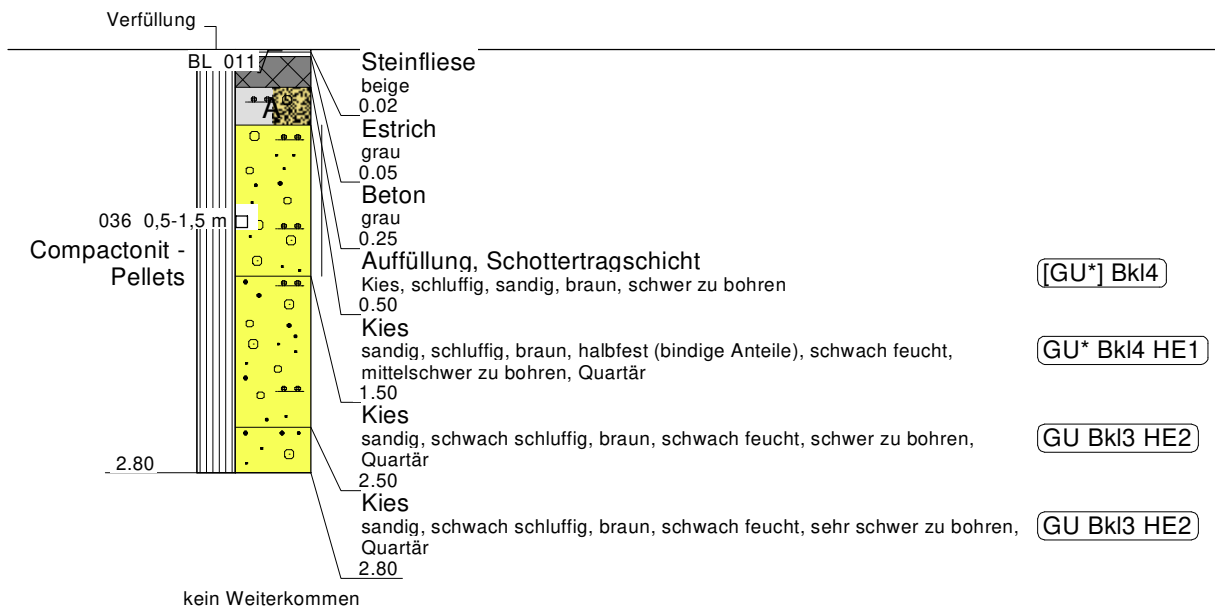 Verfüllung
BL 011
Steinfliese
beige
0.02
Estrich
grau
0.05
Beton
grau
0.25
A
Auffüllung, Schottertragschicht
Kies, schluffig, sandig, braun, schwer zu bohren
0.50
[GU*] Bkl4
036 0,5-1,5 m
Compactonit -
Pellets
Kies
sandig, schluffig, braun, halbfest (bindige Anteile), schwach feucht,
mittelschwer zu bohren, Quartär
1.50
GU* Bkl4 HE1
Kies
sandig, schwach schluffig, braun, schwach feucht, schwer zu bohren,
Quartär
2.50
GU Bkl3 HE2
2.80
Kies
sandig, schwach schluffig, braun, schwach feucht, sehr schwer zu bohren,
Quartär
2.80
GU Bkl3 HE2
kein Weiterkommen